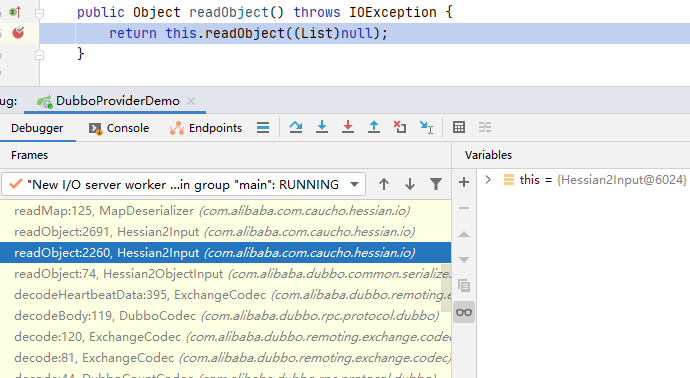 public Object readObject() throws IOException {
return this.readObject((List)null);
}
ug: DubboProviderDemo ×
Debugger Console Endpoints
Frames
Variables
"New I/O server worker ...in group "main": RUNNING
this = {Hessian2Input@6024}
readMap:125, MapDeserializer (com.alibaba.com.caucho.hessian.io)
readObject:2691, Hessian2Input (com.alibaba.com.caucho.hessian.io)
readObject:2260, Hessian2Input (com.alibaba.com.caucho.hessian.io)
readObject:74, Hessian2ObjectInput (com.alibaba.dubbo.common.serialize.
decodeHeartbeatData:395, ExchangeCodec (com.alibaba.dubbo.remoting.e
decodeBody:119, DubboCodec (com.alibaba.dubbo.rpc.protocol.dubbo)
decode:120, ExchangeCodec (com.alibaba.dubbo.remoting.exchange.codec)
decode:81, ExchangeCodec (com.alibaba.dubbo.remoting.exchange.codec)